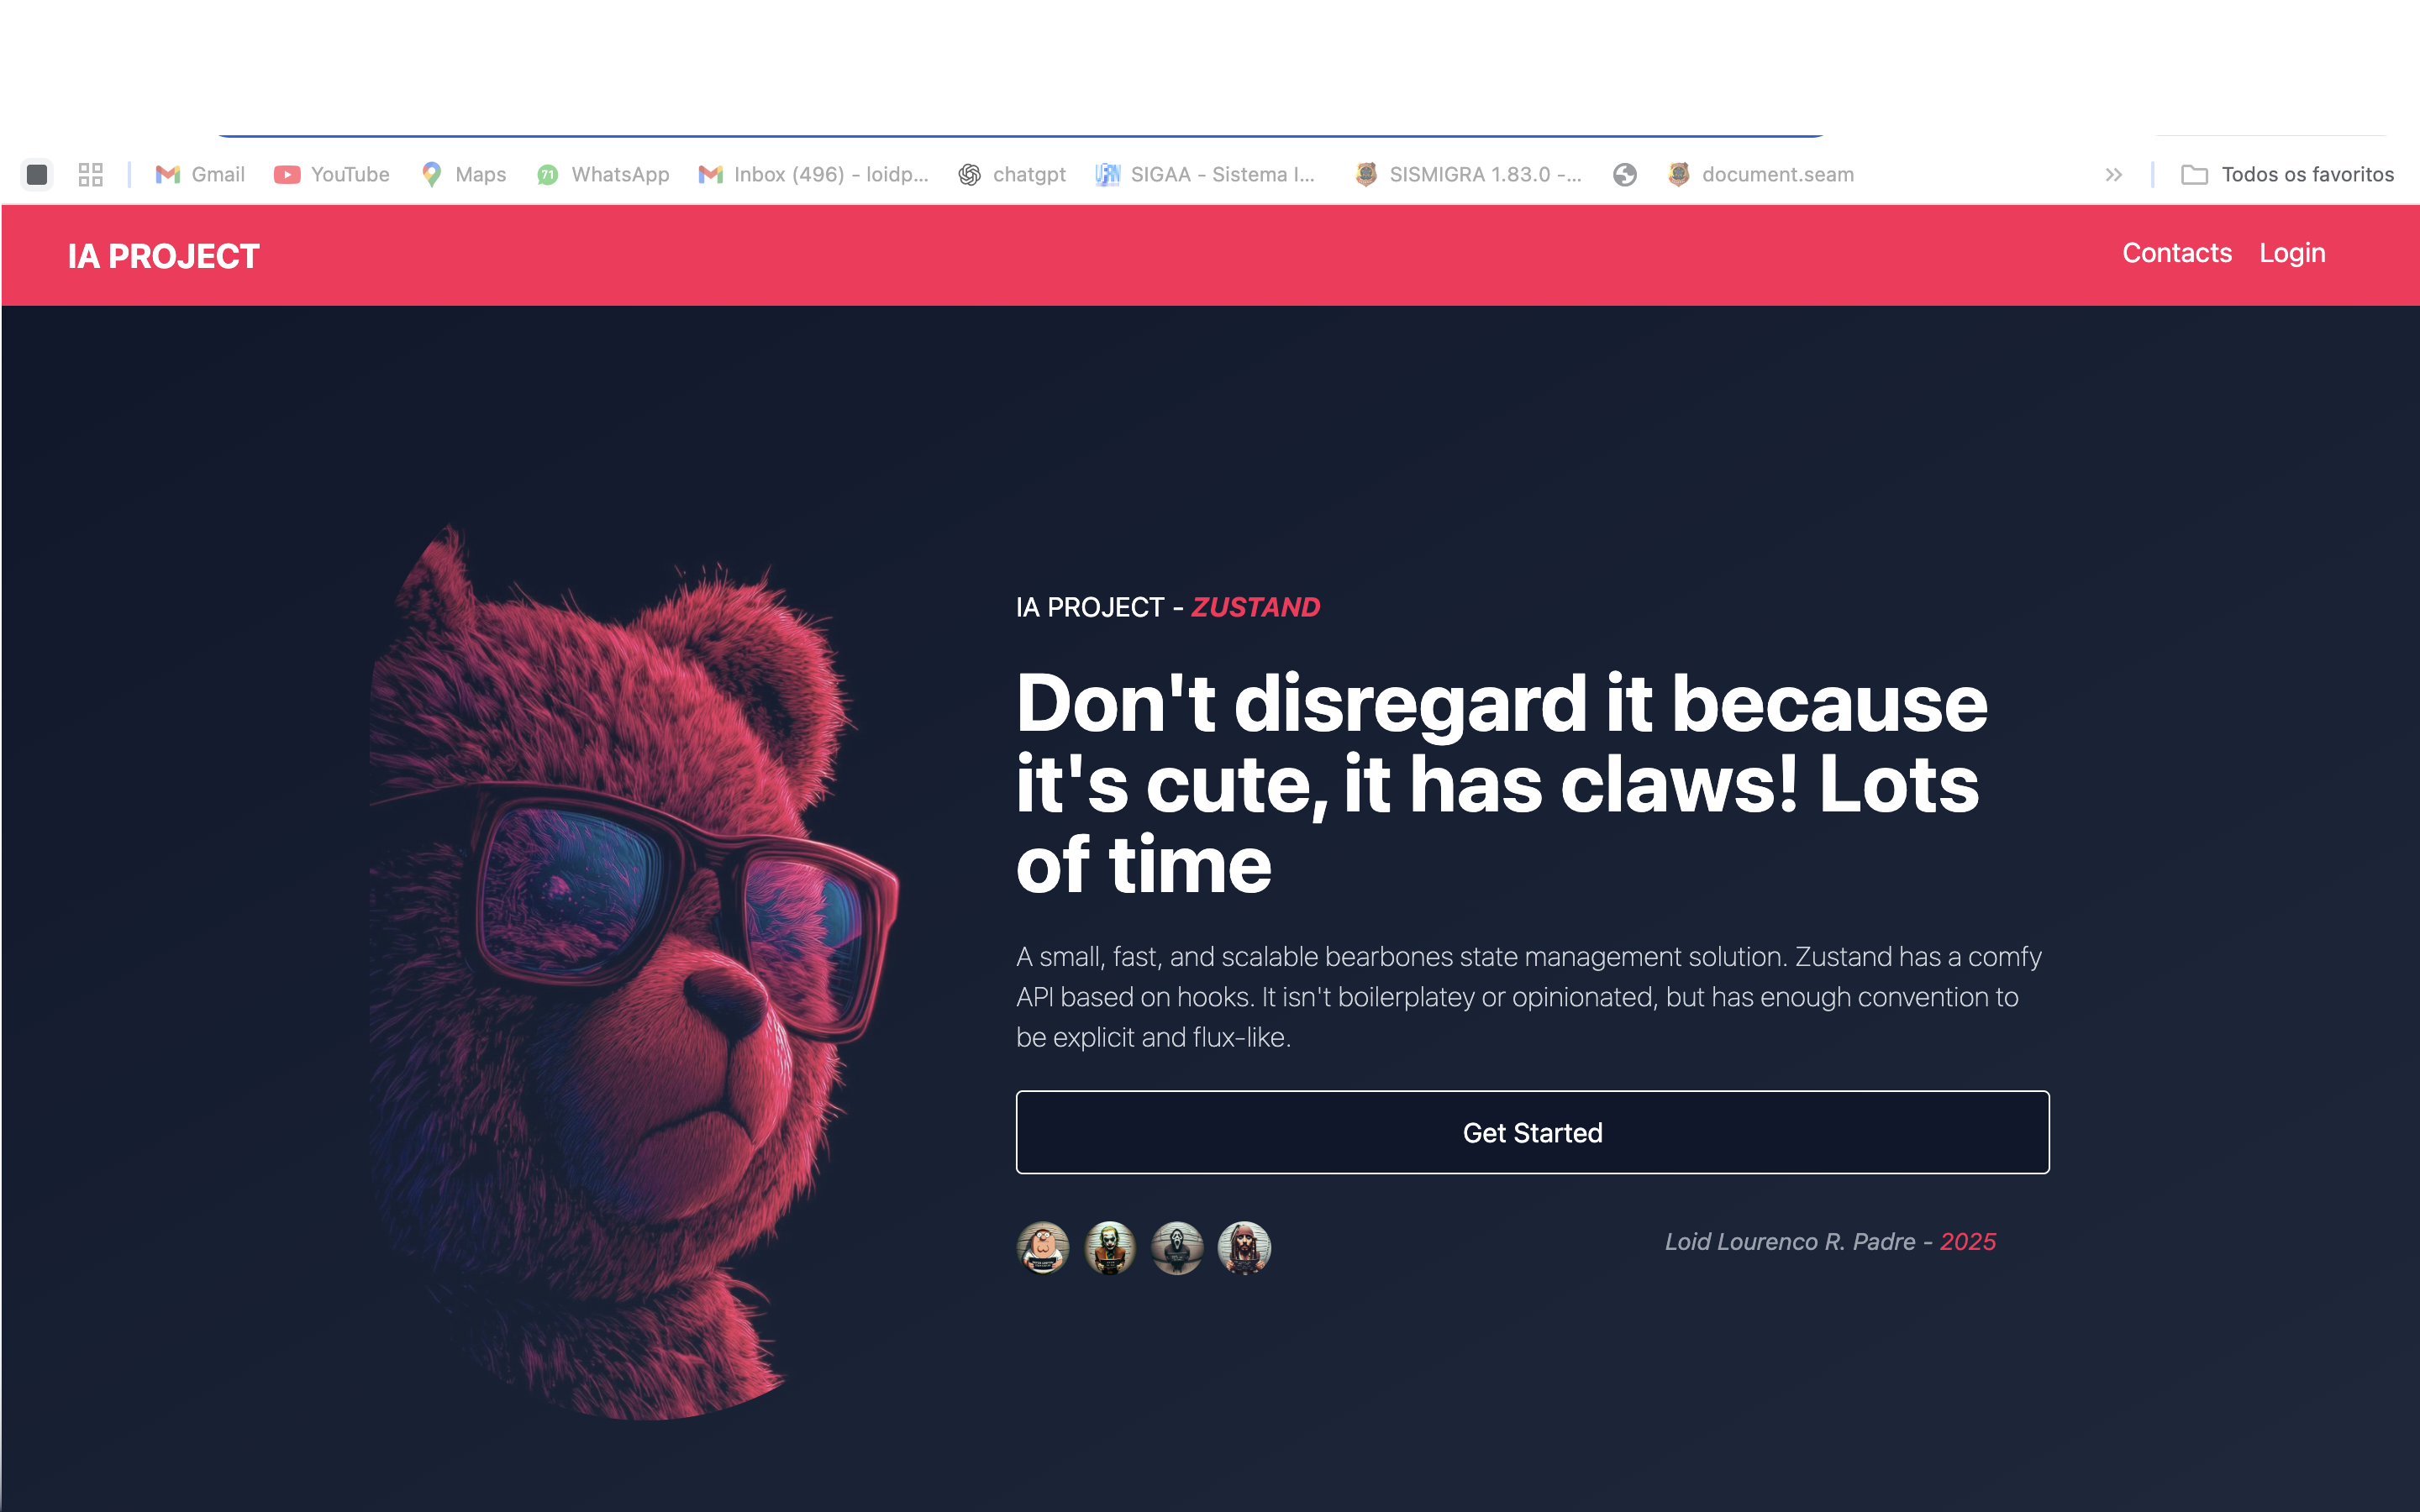 Gmail YouTube Maps 71 WhatsApp Inbox (496) - loidp... chatgpt SIGAA - Sistema I... SISMIGRA 1.83.0 -... document.seam Todos os favoritos
IA PROJECT Contacts Login
IA PROJECT - ZUSTAND
Don't disregard it because
it's cute, it has claws! Lots
of time
A small, fast, and scalable bearbones state management solution. Zustand has a comfy
API based on hooks. It isn't boilerplatey or opinionated, but has enough convention to
be explicit and flux-like.
Get Started
Loid Lourenco R. Padre - 2025